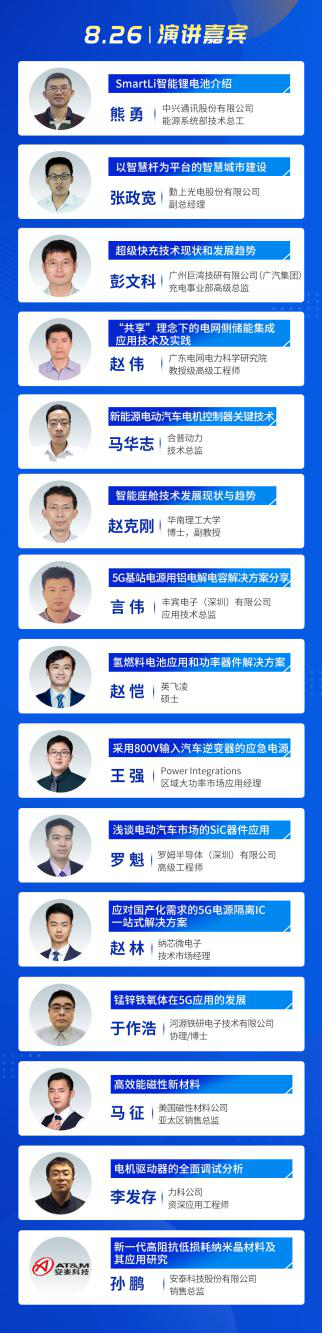 8.26 | 演讲嘉宾
SmartLi智能锂电池介绍
熊 勇
中兴通讯股份有限公司
能源系统部技术总工
以智慧杆为平台的智慧城市建设
张政宽
勤上光电股份有限公司
副总经理
超级快充技术现状和发展趋势
彭文科
广州巨湾技研有限公司(广汽集团)
充电事业部高级总监
“共享”理念下的电网侧储能集成
应用技术及实践
赵 伟
广东电网电力科学研究院
教授级高级工程师
新能源电动汽车电机控制器关键技术
马华志
合普动力
技术总监
智能座舱技术发展现状与趋势
赵克刚
华南理工大学
博士，副教授
5G基站电源用铝电解电容解决方案分享
言 伟
丰宾电子（深圳）有限公司
应用技术总监
氢燃料电池应用和功率器件解决方案
赵 恺
英飞凌
硕士
采用800V输入汽车逆变器的应急电源
王 强
Power Integrations
区域大功率市场应用经理
浅谈电动汽车市场的SiC器件应用
罗 魁
罗姆半导体（深圳）有限公司
高级工程师
应对国产化需求的5G电源隔离IC
一站式解决方案
赵 林
纳芯微电子
技术市场经理
锰锌铁氧体在5G应用的发展
于作浩
河源铁研电子技术有限公司
协理/博士
高效能磁性新材料
马 征
美国磁性材料公司
亚太区销售总监
电机驱动器的全面调试分析
李发存
力科公司
资深应用工程师
AT&M
安泰科技
新一代高阻抗低损耗纳米晶材料及
其应用研究
孙 鹏
安泰科技股份有限公司
销售总监